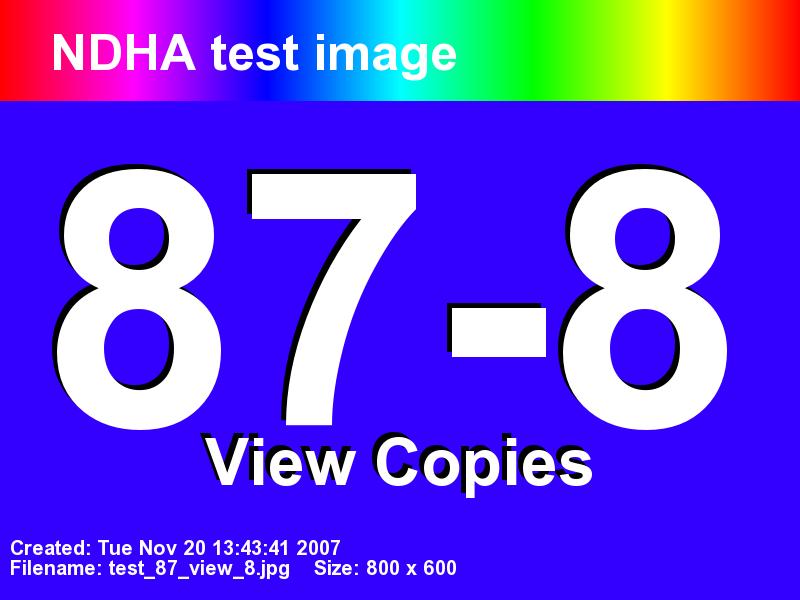 NDHA test image
87-8
View Copies
Created: Tue Nov 20 13:43:41 2007
Filename: test_87_view_8.jpg    Size: 800 x 600